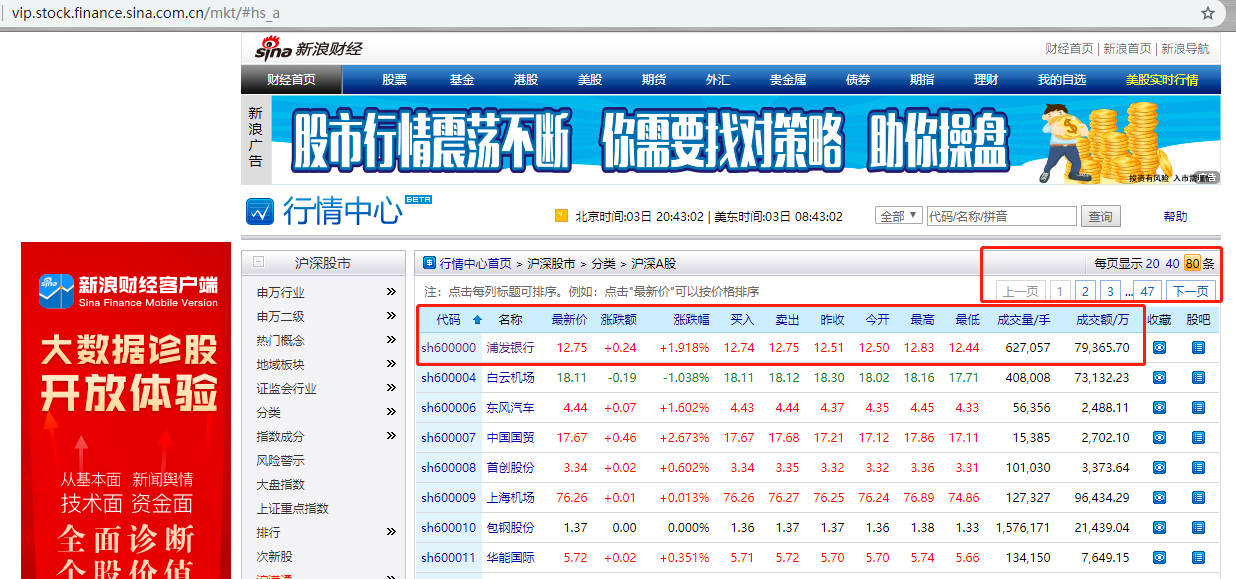 vip.stock.finance.sina.com.cn/mkt/#hs_a
sina 新浪财经
财经首页 | 新浪首页 | 新浪导航
财经首页 股票 基金 港股 美股 期货 外汇 贵金属 债券 期指 理财 我的自选 美股实时行情
新浪广告
股市行情震荡不断 你需要找对策略 助你操盘
投资有风险 入市需谨慎
行情中心 BETA
北京时间:03日 20:43:02 | 美东时间:03日 08:43:02
全部 ▼ 代码/名称/拼音 查询 帮助
新浪财经客户端
Sina Finance Mobile Version
大数据诊股
开放体验
从基本面 新闻舆情
技术面 资金面
全面诊断
个股价值
沪深股市
申万行业 »
申万二级 »
热门概念 »
地域板块 »
证监会行业 »
分类 »
指数成分 »
风险警示
大盘指数
上证重点指数
排行 »
次新股
沪港通 »
行情中心首页 > 沪深股市 > 分类 > 沪深A股
每页显示 20 40 80 条
注：点击每列标题可排序。例如：点击"最新价"可以按价格排序
上一页 1 2 3 ... 47 下一页
代码 名称 最新价 涨跌额 涨跌幅 买入 卖出 昨收 今开 最高 最低 成交量/手 成交额/万 收藏 股吧
sh600000 浦发银行 12.75 +0.24 +1.918% 12.74 12.75 12.51 12.50 12.83 12.44 627,057 79,365.70
sh600004 白云机场 18.11 -0.19 -1.038% 18.11 18.12 18.30 18.02 18.16 17.71 408,008 73,132.23
sh600006 东风汽车 4.44 +0.07 +1.602% 4.43 4.44 4.37 4.35 4.45 4.33 56,356 2,488.11
sh600007 中国国贸 17.67 +0.46 +2.673% 17.67 17.68 17.21 17.12 17.86 17.11 15,385 2,702.10
sh600008 首创股份 3.34 +0.02 +0.602% 3.34 3.35 3.32 3.32 3.36 3.31 101,030 3,373.64
sh600009 上海机场 76.26 +0.01 +0.013% 76.26 76.27 76.25 76.24 76.89 74.86 127,327 96,434.29
sh600010 包钢股份 1.37 0.00 0.000% 1.36 1.37 1.37 1.36 1.38 1.33 1,576,171 21,439.04
sh600011 华能国际 5.72 +0.02 +0.351% 5.71 5.72 5.70 5.70 5.74 5.66 134,150 7,649.15